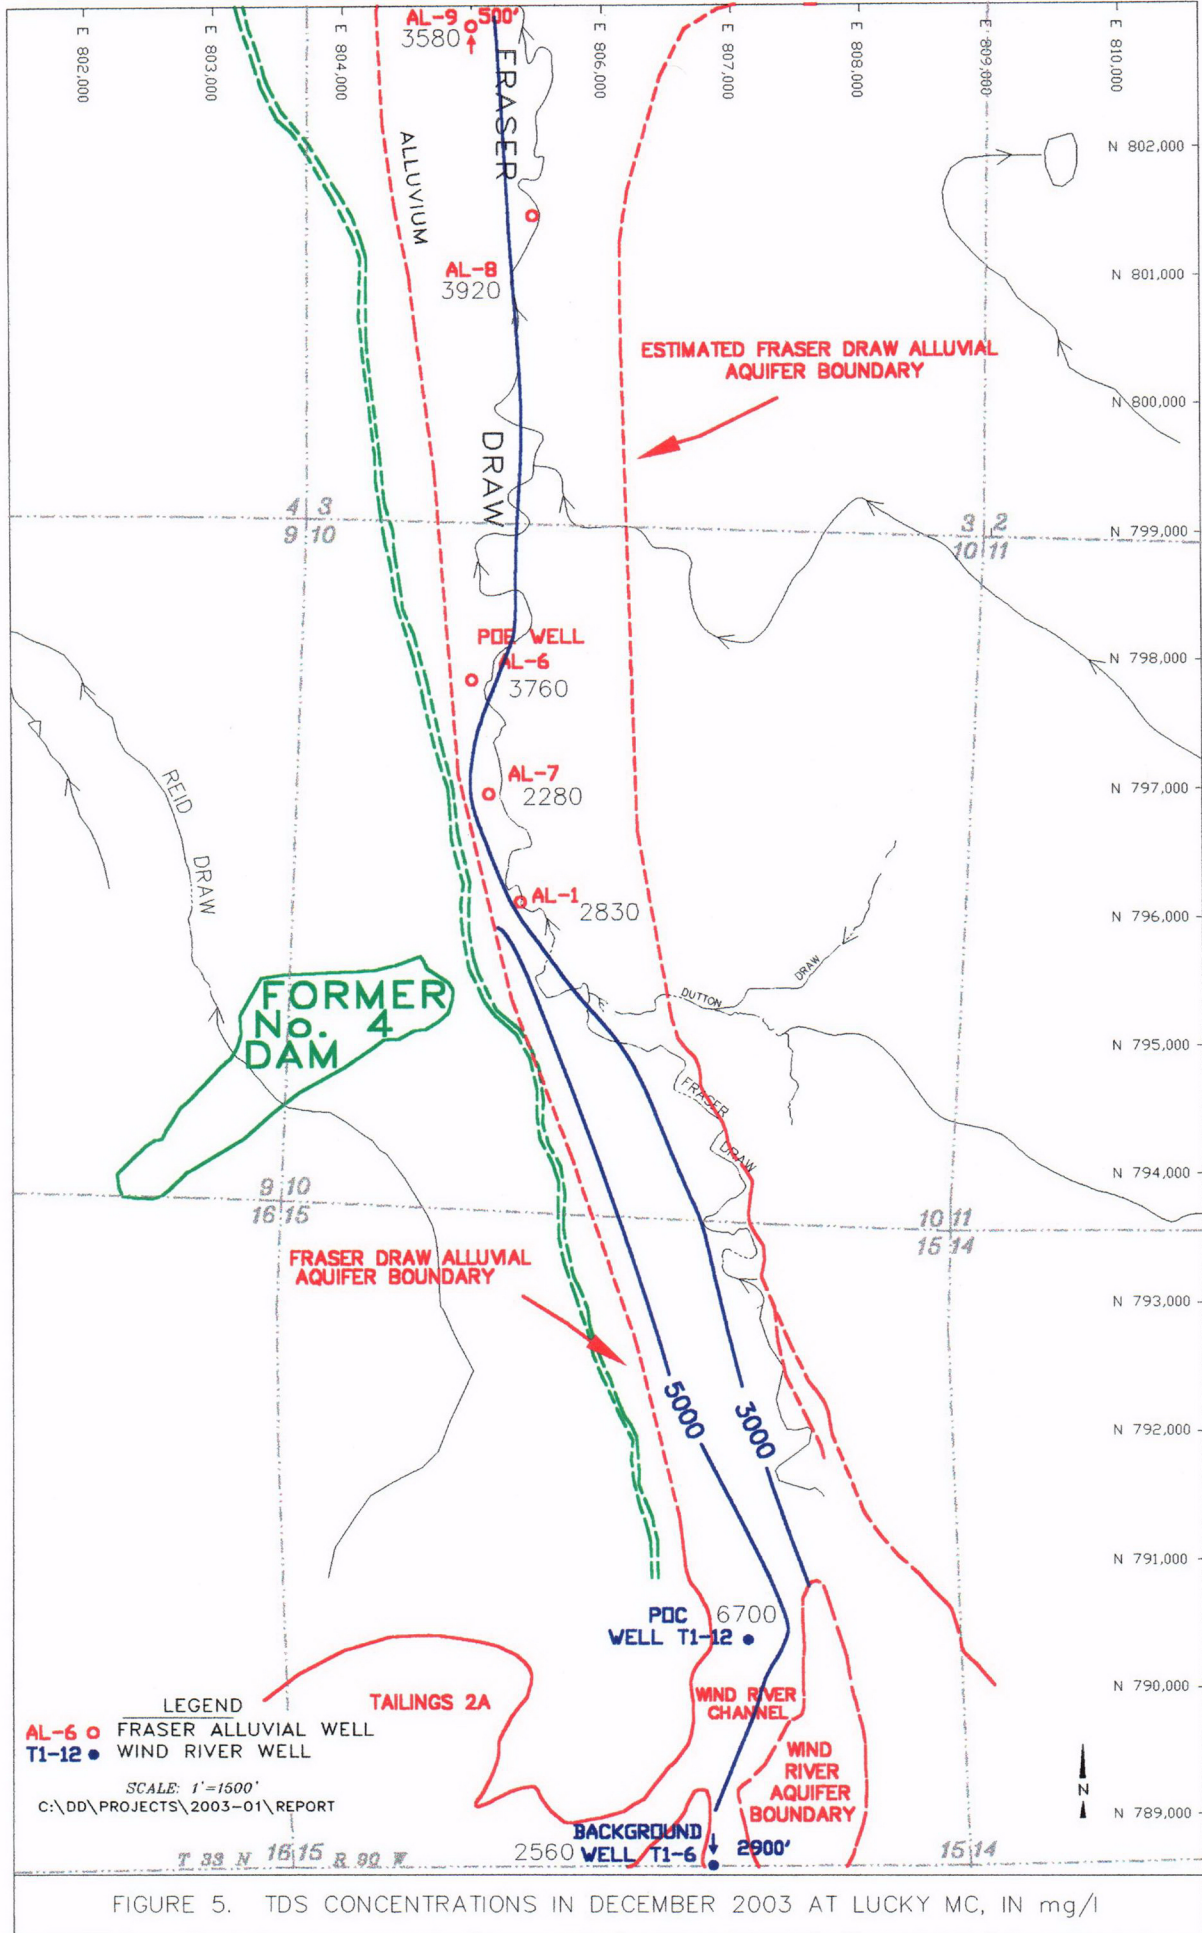 E 802,000
E 803,000
E 804,000
E 806,000
E 807,000
E 808,000
E 809,000
E 810,000
AL-9 500'
3580
FRASER
ALLUVIUM
N 802,000
AL-8
3920
N 801,000
ESTIMATED FRASER DRAW ALLUVIAL
AQUIFER BOUNDARY
N 800,000
DRAW
4 3
9 10
3 2
10 11
N 799,000
POE WELL
AL-6
3760
N 798,000
AL-7
2280
N 797,000
REID
DRAW
AL-1
2830
N 796,000
DUTTON
DRAW
FORMER
No. 4
DAM
N 795,000
FRASER
DRAW
N 794,000
9 10
16 15
10 11
15 14
FRASER DRAW ALLUVIAL
AQUIFER BOUNDARY
N 793,000
5000
3000
N 792,000
N 791,000
POC
WELL T1-12
6700
TAILINGS 2A
WIND RIVER
CHANNEL
N 790,000
WIND
RIVER
AQUIFER
BOUNDARY
LEGEND
AL-6 FRASER ALLUVIAL WELL
T1-12 WIND RIVER WELL
SCALE: 1"=1500'
C:\DD\PROJECTS\2003-01\REPORT
N
N 789,000
2560
BACKGROUND
WELL T1-6
2900'
T 33 N 16 15 R 90 W
15 14
FIGURE 5. TDS CONCENTRATIONS IN DECEMBER 2003 AT LUCKY MC, IN mg/l